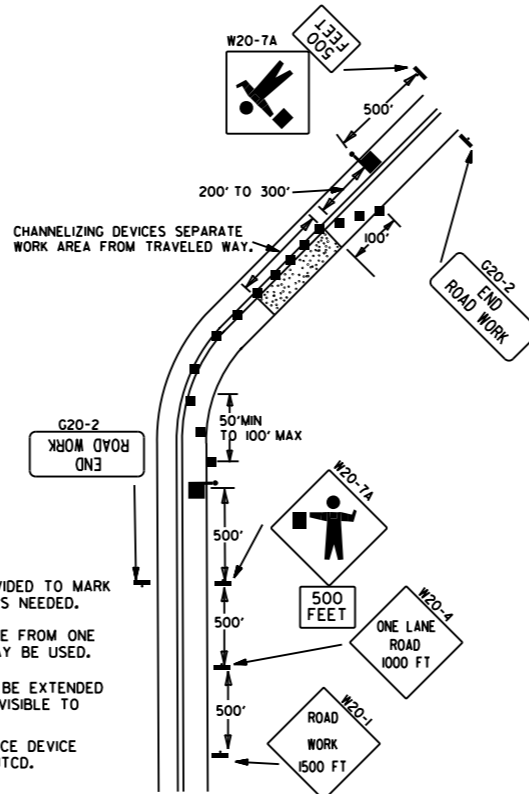 500
FEET
W20-7A
500'
200' TO 300'
CHANNELIZING DEVICES SEPARATE
WORK AREA FROM TRAVELED WAY.
100'
G20-2
END
ROAD WORK
50'MIN
TO 100' MAX
G20-2
END
ROAD WORK
W20-7A
500'
500
FEET
VIDED TO MARK
S NEEDED.
W20-4
500'
ONE LANE
ROAD
1000 FT
E FROM ONE
AY BE USED.
BE EXTENDED
VISIBLE TO
W20-1
500'
ROAD
WORK
1500 FT
CE DEVICE
TCD.